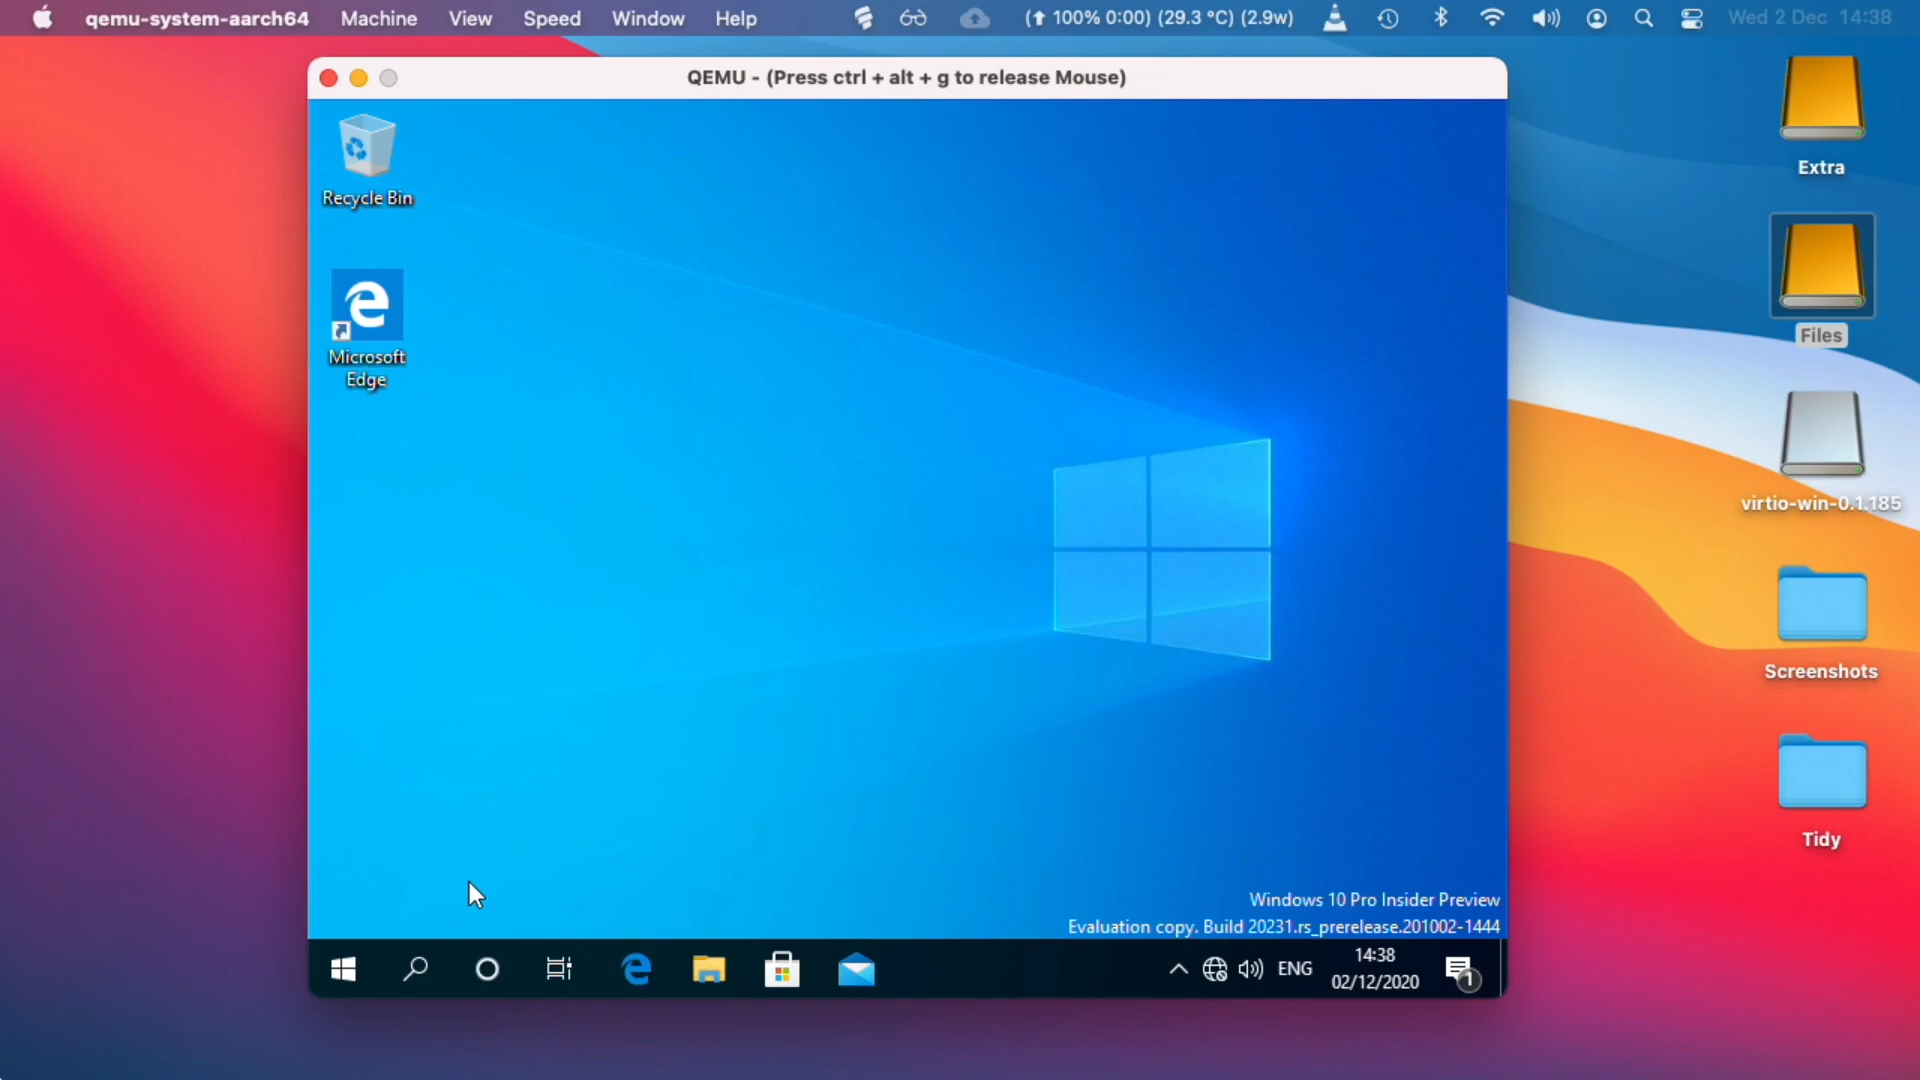 qemu-system-aarch64 Machine View Speed Window Help (⬆ 100% 0:00) (29.3 °C) (2.9w) Wed 2 Dec 14:38
QEMU - (Press ctrl + alt + g to release Mouse)
Recycle Bin
Microsoft
Edge
Extra
Files
virtio-win-0.1.185
Screenshots
Tidy
Windows 10 Pro Insider Preview
Evaluation copy. Build 20231.rs_prerelease.201002-1444
ENG
14:38
02/12/2020
1